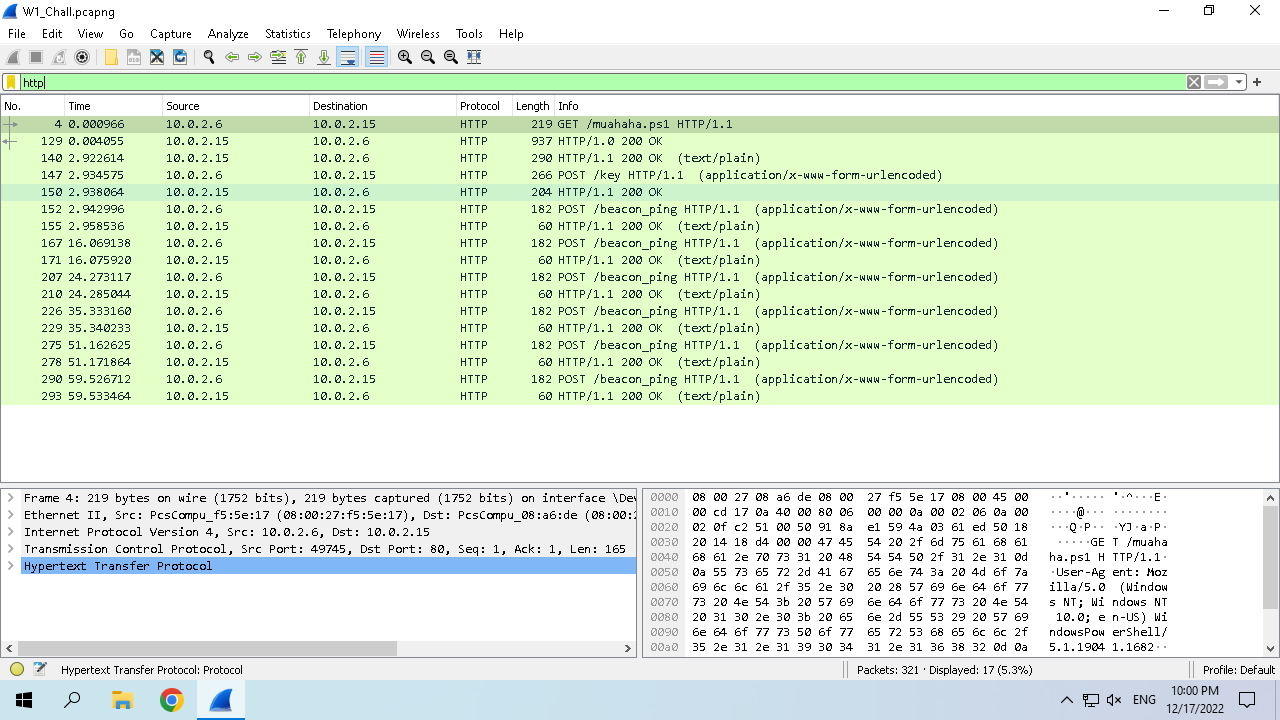 W1_Chall.pcapng
File Edit View Go Capture Analyze Statistics Telephony Wireless Tools Help
http
No. Time Source Destination Protocol Length Info
4 0.000966 10.0.2.6 10.0.2.15 HTTP 219 GET /muahaha.ps1 HTTP/1.1
129 0.004055 10.0.2.15 10.0.2.6 HTTP 937 HTTP/1.0 200 OK
140 2.922614 10.0.2.15 10.0.2.6 HTTP 290 HTTP/1.1 200 OK (text/plain)
147 2.934575 10.0.2.6 10.0.2.15 HTTP 266 POST /key HTTP/1.1 (application/x-www-form-urlencoded)
150 2.938064 10.0.2.15 10.0.2.6 HTTP 204 HTTP/1.1 200 OK
152 2.942996 10.0.2.6 10.0.2.15 HTTP 182 POST /beacon_ping HTTP/1.1 (application/x-www-form-urlencoded)
155 2.958536 10.0.2.15 10.0.2.6 HTTP 60 HTTP/1.1 200 OK (text/plain)
167 16.069138 10.0.2.6 10.0.2.15 HTTP 182 POST /beacon_ping HTTP/1.1 (application/x-www-form-urlencoded)
171 16.075920 10.0.2.15 10.0.2.6 HTTP 60 HTTP/1.1 200 OK (text/plain)
207 24.273117 10.0.2.6 10.0.2.15 HTTP 182 POST /beacon_ping HTTP/1.1 (application/x-www-form-urlencoded)
210 24.285044 10.0.2.15 10.0.2.6 HTTP 60 HTTP/1.1 200 OK (text/plain)
226 35.333160 10.0.2.6 10.0.2.15 HTTP 182 POST /beacon_ping HTTP/1.1 (application/x-www-form-urlencoded)
229 35.340233 10.0.2.15 10.0.2.6 HTTP 60 HTTP/1.1 200 OK (text/plain)
275 51.162625 10.0.2.6 10.0.2.15 HTTP 182 POST /beacon_ping HTTP/1.1 (application/x-www-form-urlencoded)
278 51.171864 10.0.2.15 10.0.2.6 HTTP 60 HTTP/1.1 200 OK (text/plain)
290 59.526712 10.0.2.6 10.0.2.15 HTTP 182 POST /beacon_ping HTTP/1.1 (application/x-www-form-urlencoded)
293 59.533464 10.0.2.15 10.0.2.6 HTTP 60 HTTP/1.1 200 OK (text/plain)
Frame 4: 219 bytes on wire (1752 bits), 219 bytes captured (1752 bits) on interface \Dev
Ethernet II, Src: PcsCompu_f5:5e:17 (08:00:27:f5:5e:17), Dst: PcsCompu_08:a6:de (08:00:2
Internet Protocol Version 4, Src: 10.0.2.6, Dst: 10.0.2.15
Transmission Control Protocol, Src Port: 49745, Dst Port: 80, Seq: 1, Ack: 1, Len: 165
Hypertext Transfer Protocol
0000 08 00 27 08 a6 de 08 00 27 f5 5e 17 08 00 45 00 ··'·····'·^···E·
0010 00 cd 17 0a 40 00 80 06 00 00 0a 00 02 06 0a 00 ····@···········
0020 02 0f c2 51 00 50 91 8a e1 59 4a 03 61 ed 50 18 ···Q·P···YJ·a·P·
0030 20 14 18 d4 00 00 47 45 54 20 2f 6d 75 61 68 61 ·····GET /muaha
0040 68 61 2e 70 73 31 20 48 54 54 50 2f 31 2e 31 0d ha.ps1 HTTP/1.1·
0050 0a 55 73 65 72 2d 41 67 65 6e 74 3a 20 4d 6f 7a ·User-Agent: Moz
0060 69 6c 6c 61 2f 35 2e 30 20 28 57 69 6e 64 6f 77 illa/5.0 (Window
0070 73 20 4e 54 3b 20 57 69 6e 64 6f 77 73 20 4e 54 s NT; Windows NT
0080 20 31 30 2e 30 3b 20 65 6e 2d 55 53 29 20 57 69 10.0; en-US) Wi
0090 6e 64 6f 77 73 50 6f 77 65 72 53 68 65 6c 6c 2f ndowsPowerShell/
00a0 35 2e 31 2e 31 39 30 34 31 2e 31 36 38 32 0d 0a 5.1.19041.1682··
Hypertext Transfer Protocol: Protocol
Packets: 321 · Displayed: 17 (5.3%)
Profile: Default
ENG
10:00 PM
12/17/2022